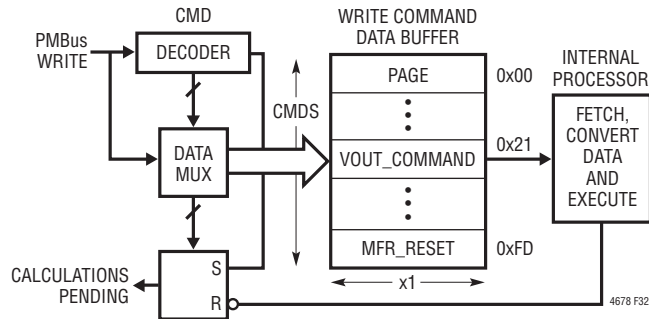 CMD
PMBus
WRITE
DECODER
DATA
MUX
CMDS
S
R
CALCULATIONS
PENDING
WRITE COMMAND
DATA BUFFER
PAGE
0x00
VOUT_COMMAND
0x21
MFR_RESET
0xFD
x1
INTERNAL
PROCESSOR
FETCH,
CONVERT
DATA
AND
EXECUTE
4678 F32